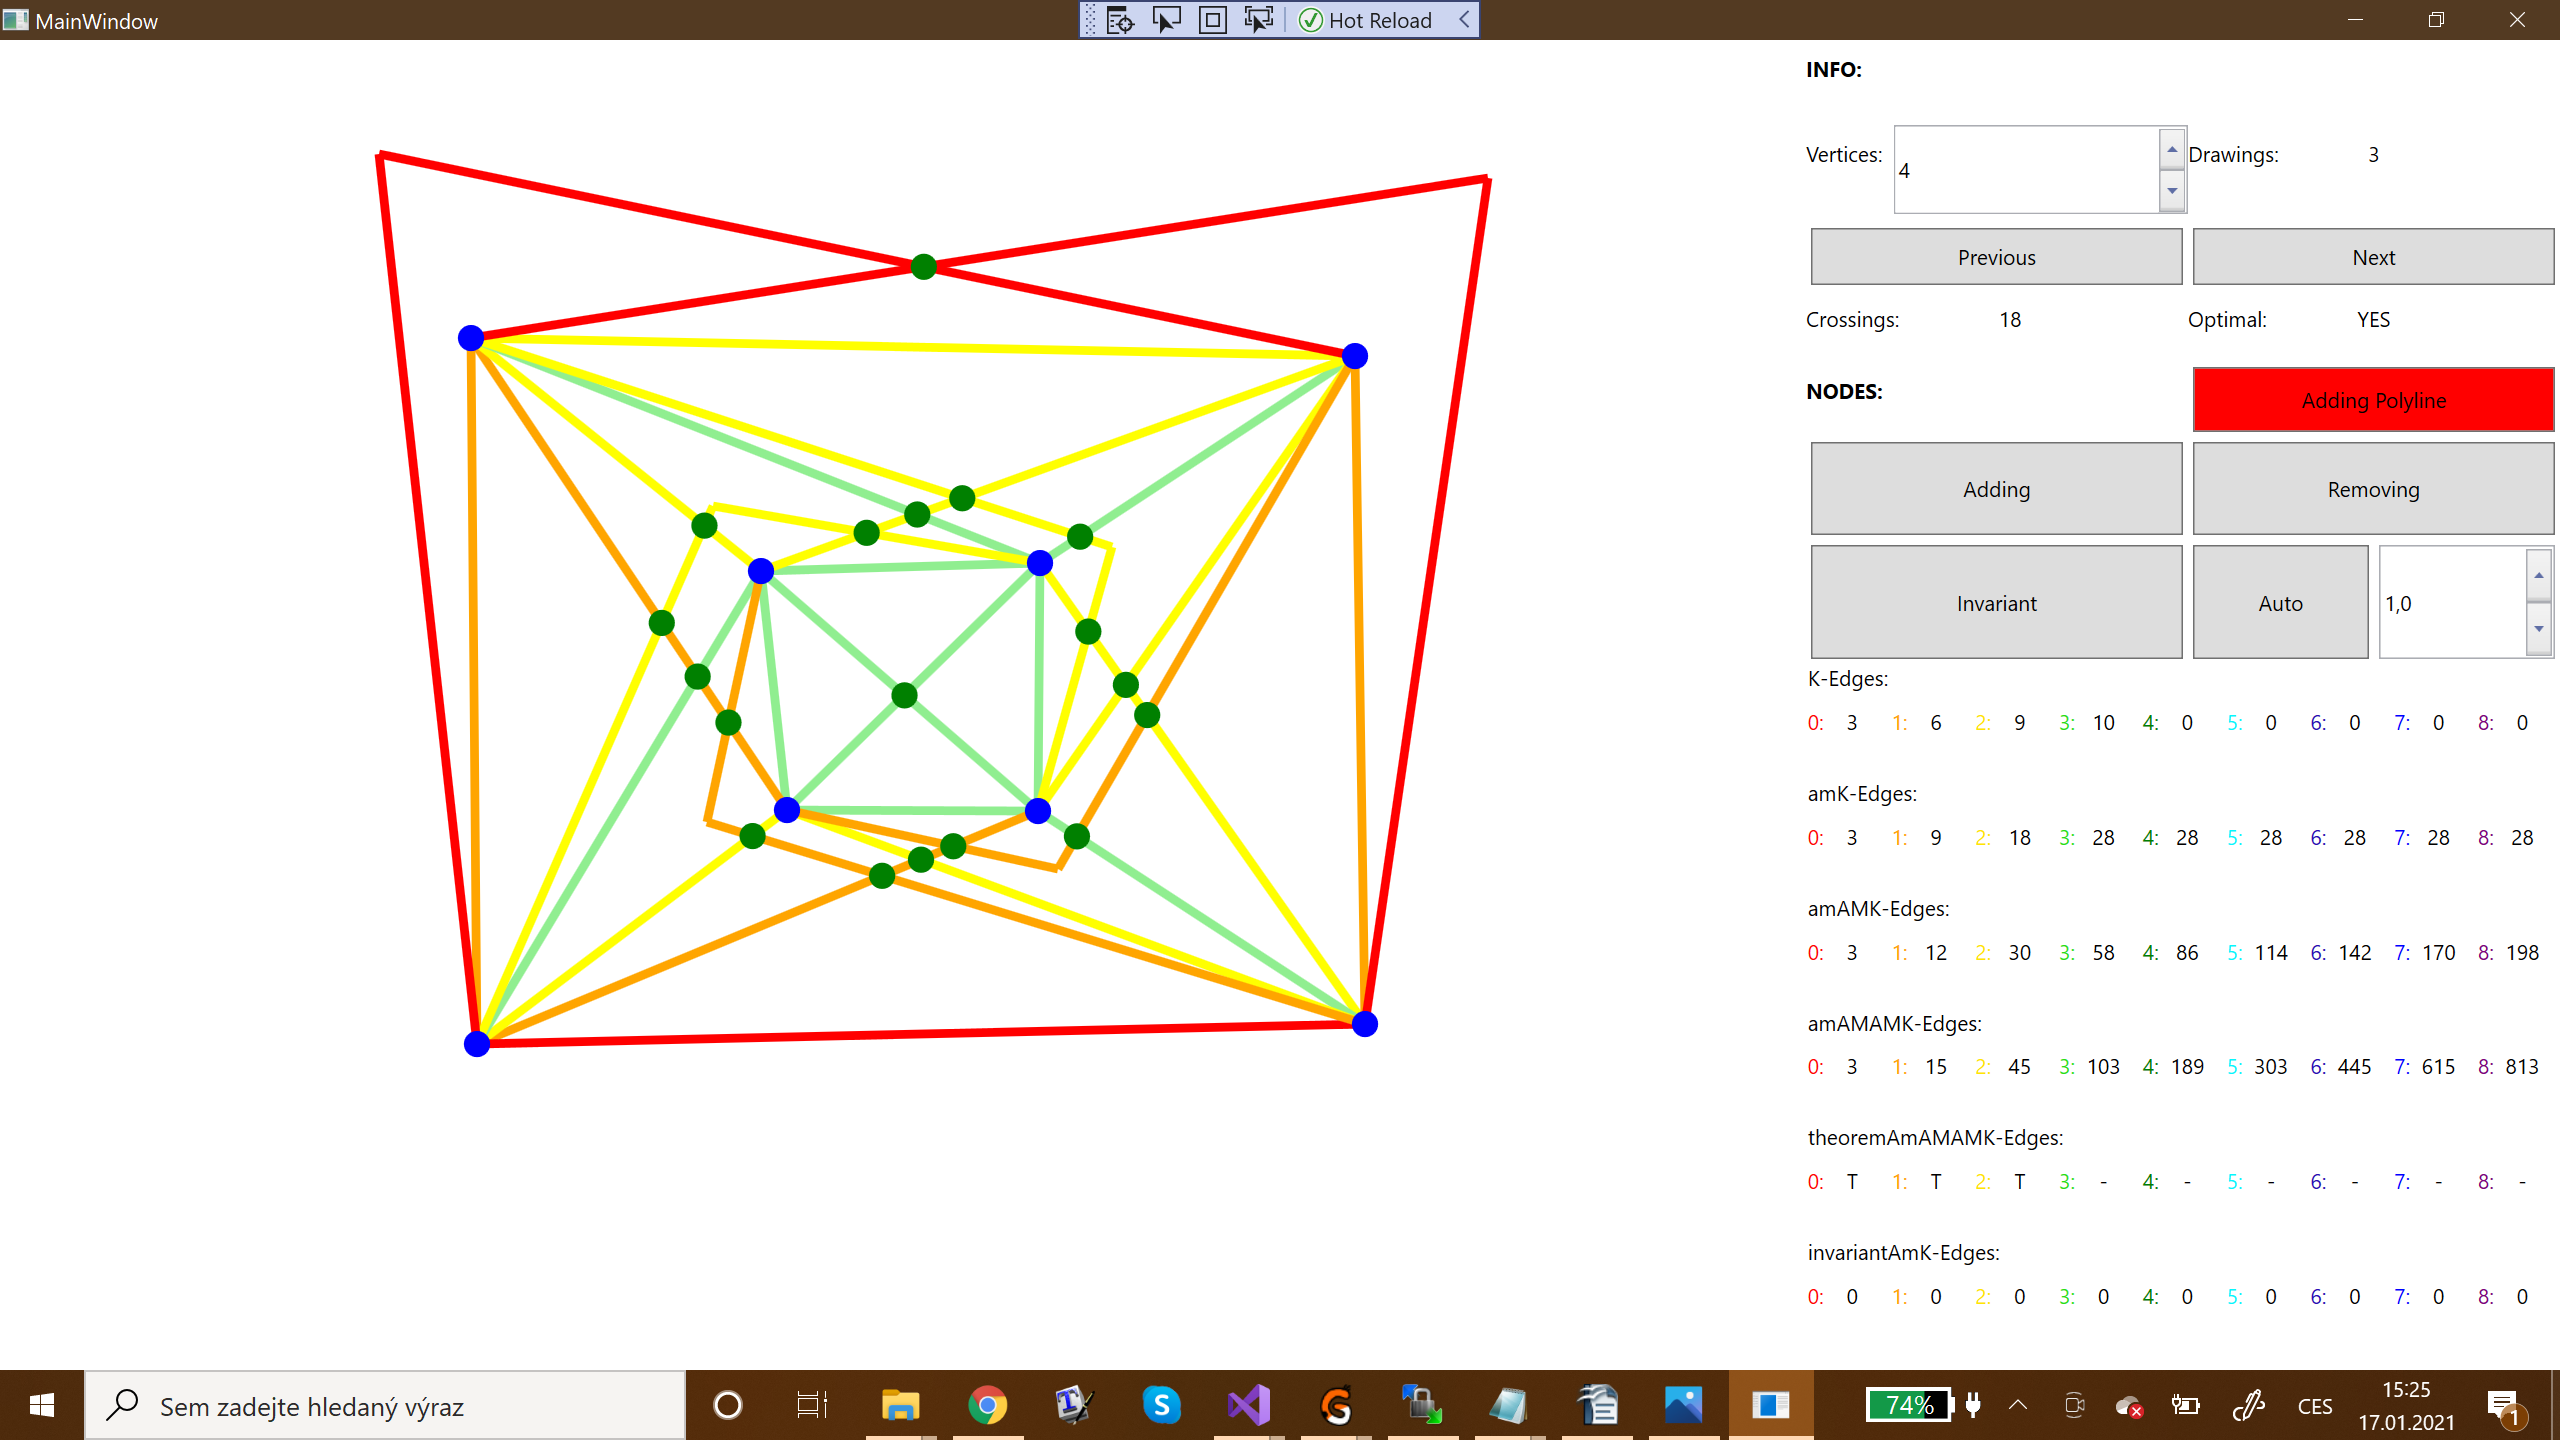 MainWindow
Hot Reload
INFO:
Vertices: 4 Drawings: 3
Previous Next
Crossings: 18 Optimal: YES
NODES: Adding Polyline
Adding Removing
Invariant Auto 1,0
K-Edges:
0: 3 1: 6 2: 9 3: 10 4: 0 5: 0 6: 0 7: 0 8: 0
amK-Edges:
0: 3 1: 9 2: 18 3: 28 4: 28 5: 28 6: 28 7: 28 8: 28
amAMK-Edges:
0: 3 1: 12 2: 30 3: 58 4: 86 5: 114 6: 142 7: 170 8: 198
amAMAMK-Edges:
0: 3 1: 15 2: 45 3: 103 4: 189 5: 303 6: 445 7: 615 8: 813
theoremAmAMAMK-Edges:
0: T 1: T 2: T 3: - 4: - 5: - 6: - 7: - 8: -
invariantAmK-Edges:
0: 0 1: 0 2: 0 3: 0 4: 0 5: 0 6: 0 7: 0 8: 0
Sem zadejte hledaný výraz
74%
CES
15:25
17.01.2021
1